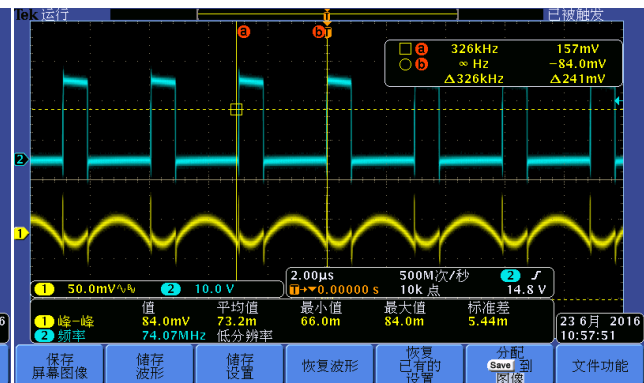 Tek 运行 已被触发
a b T
a 326kHz 157mV
b ∞ Hz −84.0mV
Δ326kHz Δ241mV
2
1
1 50.0mV 2 10.0 V
2.00μs 500M次/秒 2
T→▼0.00000 s 10k 点 14.8 V
值 平均值 最小值 最大值 标准差
1 峰−峰 84.0mV 73.2m 66.0m 84.0m 5.44m
2 频率 74.07MHz 低分辨率
23 6月 2016
10:57:51
6
保存
屏幕图像
储存
波形
储存
设置
恢复波形
恢复
已有的
设置
分配
Save 到
图像
文件功能